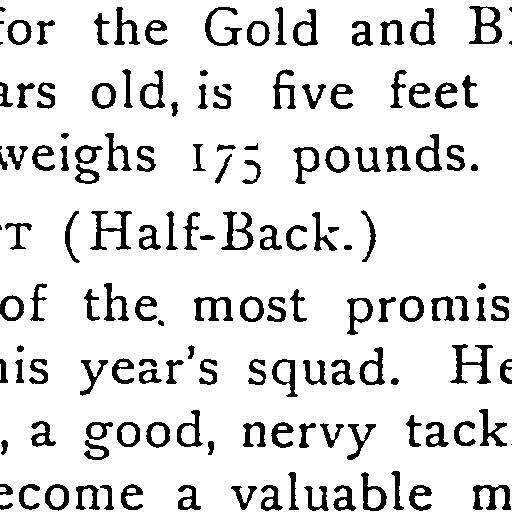 for the Gold and Bl
ars old, is five feet
weighs 175 pounds.
T (Half-Back.)
of the most promis
his year's squad. He
, a good, nervy tack
ecome a valuable m